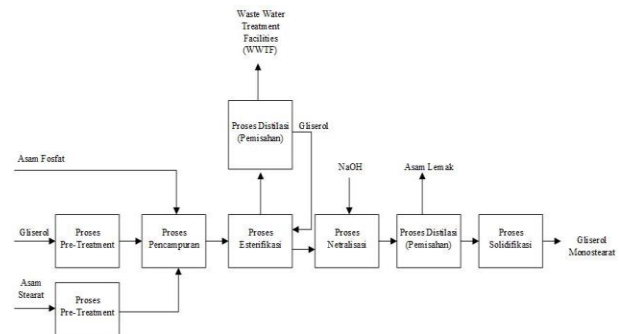 Waste Water
Treatment
Facilities
(WWTF)
Proses Distilasi
(Pemisahan)
Gliserol
Asam Fosfat
NaOH
Asam Lemak
Gliserol
Proses
Pre-Treatment
Proses
Pencampuran
Proses
Esterifikasi
Proses
Netralisasi
Proses Distilasi
(Pemisahan)
Proses
Solidifikasi
Gliserol
Monostearat
Asam
Stearat
Proses
Pre-Treatment